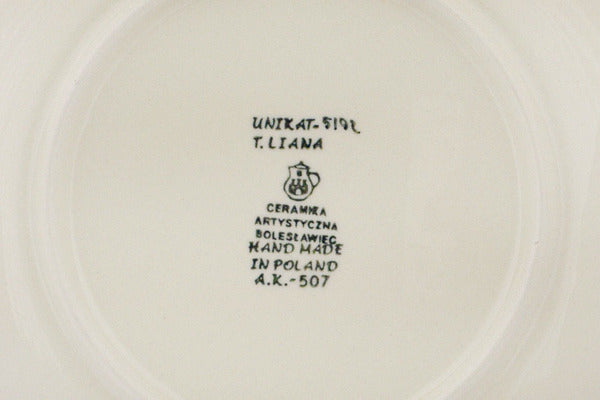 UNIKAT-5192
T. LIANA
CERAMIKA
ARTYSTYCZNA
BOLESŁAWIEC
HAND MADE
IN POLAND
A.K.-507